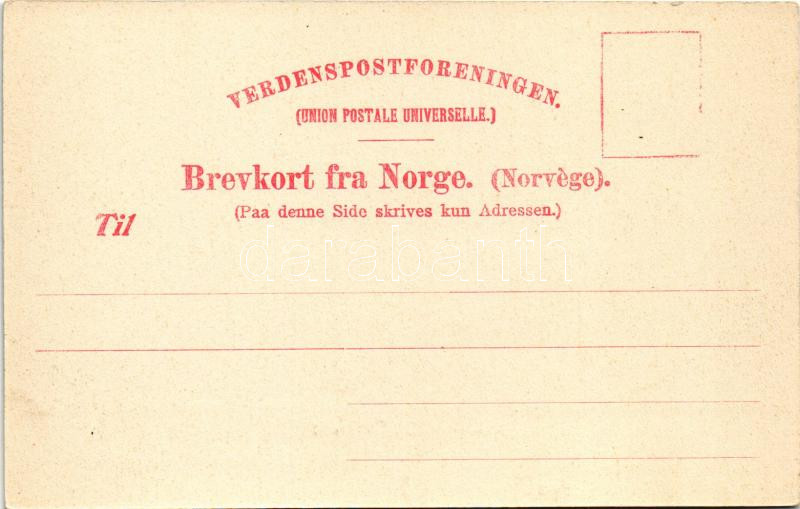 VERDENSPOSTFORENINGEN.
(UNION POSTALE UNIVERSELLE.)
Brevkort fra Norge. (Norvège).
(Paa denne Side skrives kun Adressen.)
Til
darabanth